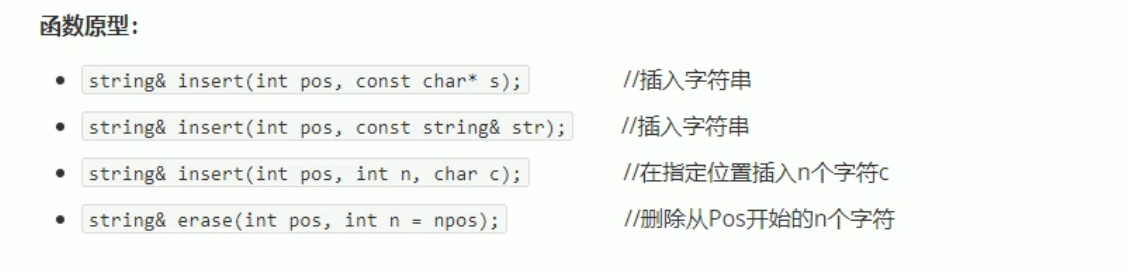 函数原型：
string& insert(int pos, const char* s); //插入字符串
string& insert(int pos, const string& str); //插入字符串
string& insert(int pos, int n, char c); //在指定位置插入n个字符c
string& erase(int pos, int n = npos); //删除从Pos开始的n个字符